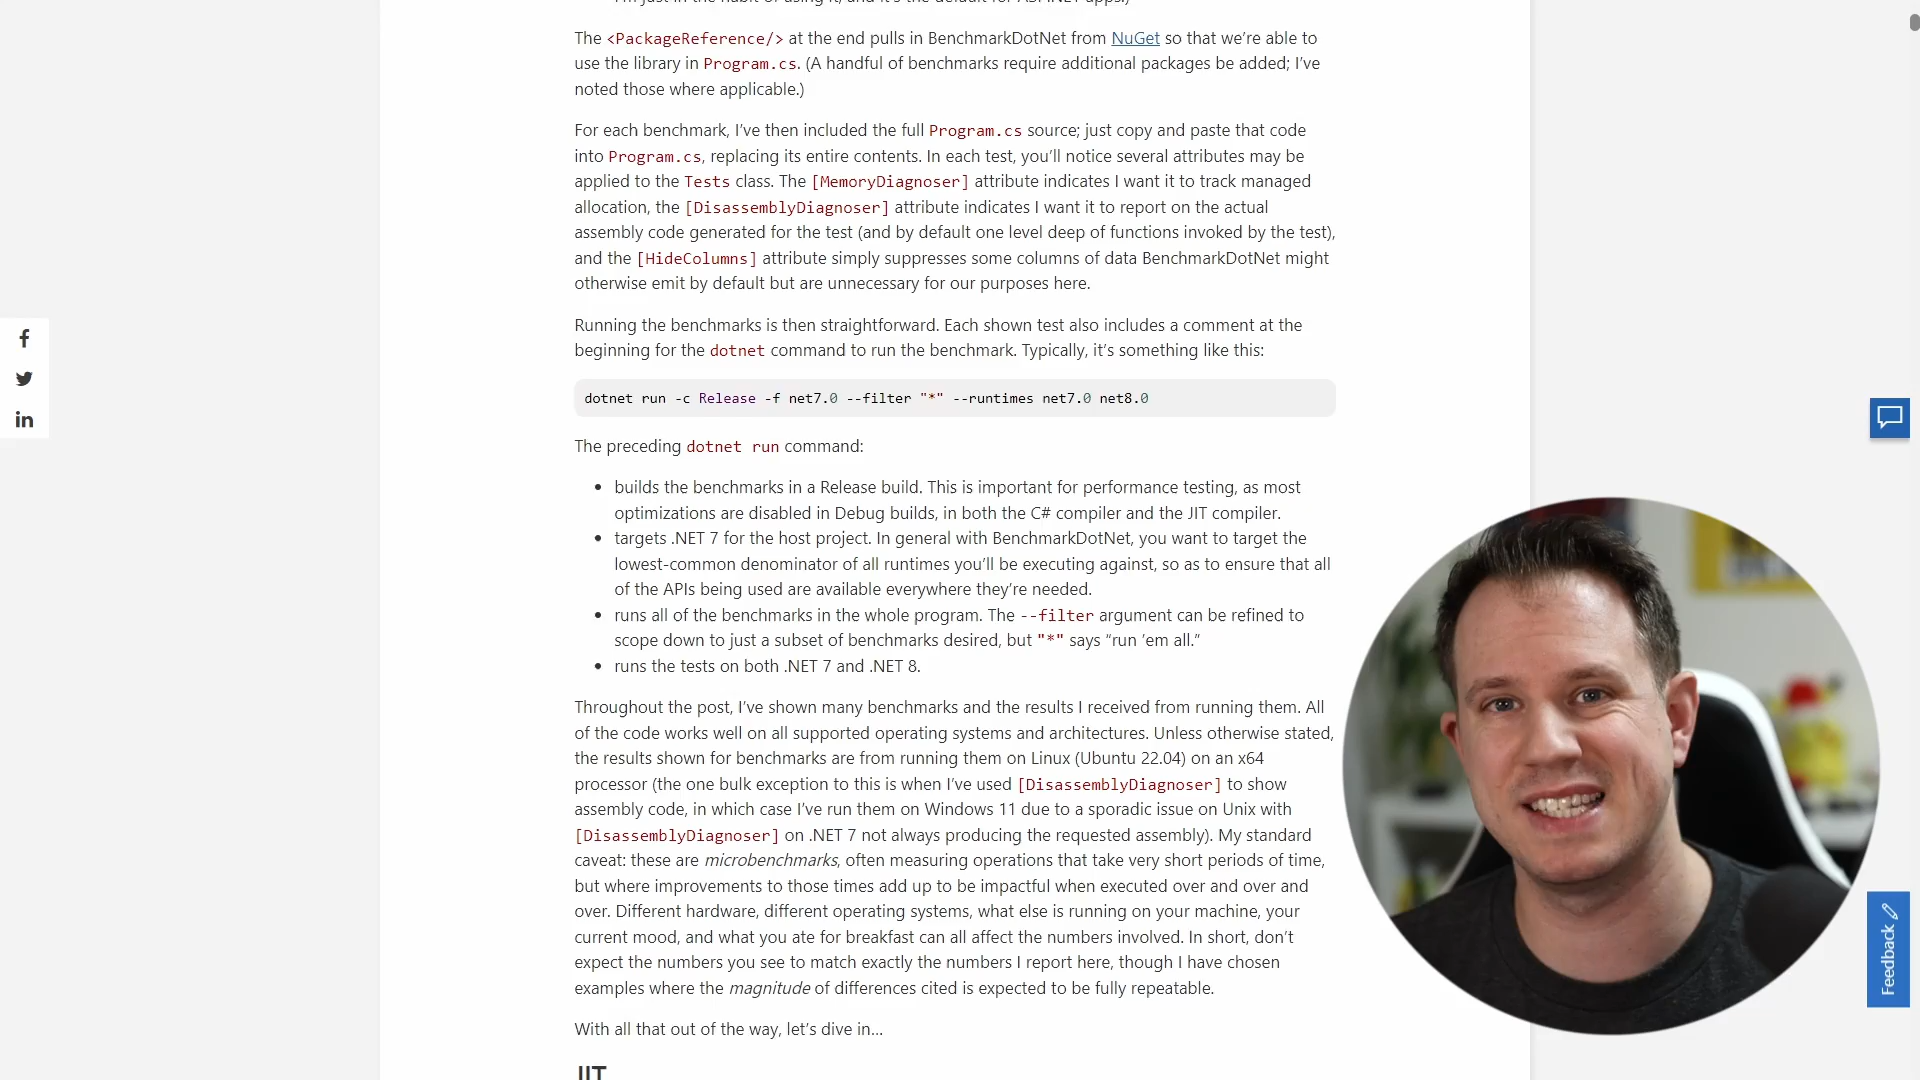 The <PackageReference/> at the end pulls in BenchmarkDotNet from NuGet so that we’re able to
use the library in Program.cs. (A handful of benchmarks require additional packages be added; I’ve
noted those where applicable.)
For each benchmark, I’ve then included the full Program.cs source; just copy and paste that code
into Program.cs, replacing its entire contents. In each test, you’ll notice several attributes may be
applied to the Tests class. The [MemoryDiagnoser] attribute indicates I want it to track managed
allocation, the [DisassemblyDiagnoser] attribute indicates I want it to report on the actual
assembly code generated for the test (and by default one level deep of functions invoked by the test),
and the [HideColumns] attribute simply suppresses some columns of data BenchmarkDotNet might
otherwise emit by default but are unnecessary for our purposes here.
Running the benchmarks is then straightforward. Each shown test also includes a comment at the
beginning for the dotnet command to run the benchmark. Typically, it’s something like this:
dotnet run -c Release -f net7.0 --filter "*" --runtimes net7.0 net8.0
The preceding dotnet run command:
• builds the benchmarks in a Release build. This is important for performance testing, as most
optimizations are disabled in Debug builds, in both the C# compiler and the JIT compiler.
• targets .NET 7 for the host project. In general with BenchmarkDotNet, you want to target the
lowest-common denominator of all runtimes you’ll be executing against, so as to ensure that all
of the APIs being used are available everywhere they’re needed.
• runs all of the benchmarks in the whole program. The --filter argument can be refined to
scope down to just a subset of benchmarks desired, but "*" says “run ’em all.”
• runs the tests on both .NET 7 and .NET 8.
Throughout the post, I’ve shown many benchmarks and the results I received from running them. All
of the code works well on all supported operating systems and architectures. Unless otherwise stated,
the results shown for benchmarks are from running them on Linux (Ubuntu 22.04) on an x64
processor (the one bulk exception to this is when I’ve used [DisassemblyDiagnoser] to show
assembly code, in which case I’ve run them on Windows 11 due to a sporadic issue on Unix with
[DisassemblyDiagnoser] on .NET 7 not always producing the requested assembly). My standard
caveat: these are microbenchmarks, often measuring operations that take very short periods of time,
but where improvements to those times add up to be impactful when executed over and over and
over. Different hardware, different operating systems, what else is running on your machine, your
current mood, and what you ate for breakfast can all affect the numbers involved. In short, don’t
expect the numbers you see to match exactly the numbers I report here, though I have chosen
examples where the magnitude of differences cited is expected to be fully repeatable.
With all that out of the way, let’s dive in…
JIT
Feedback